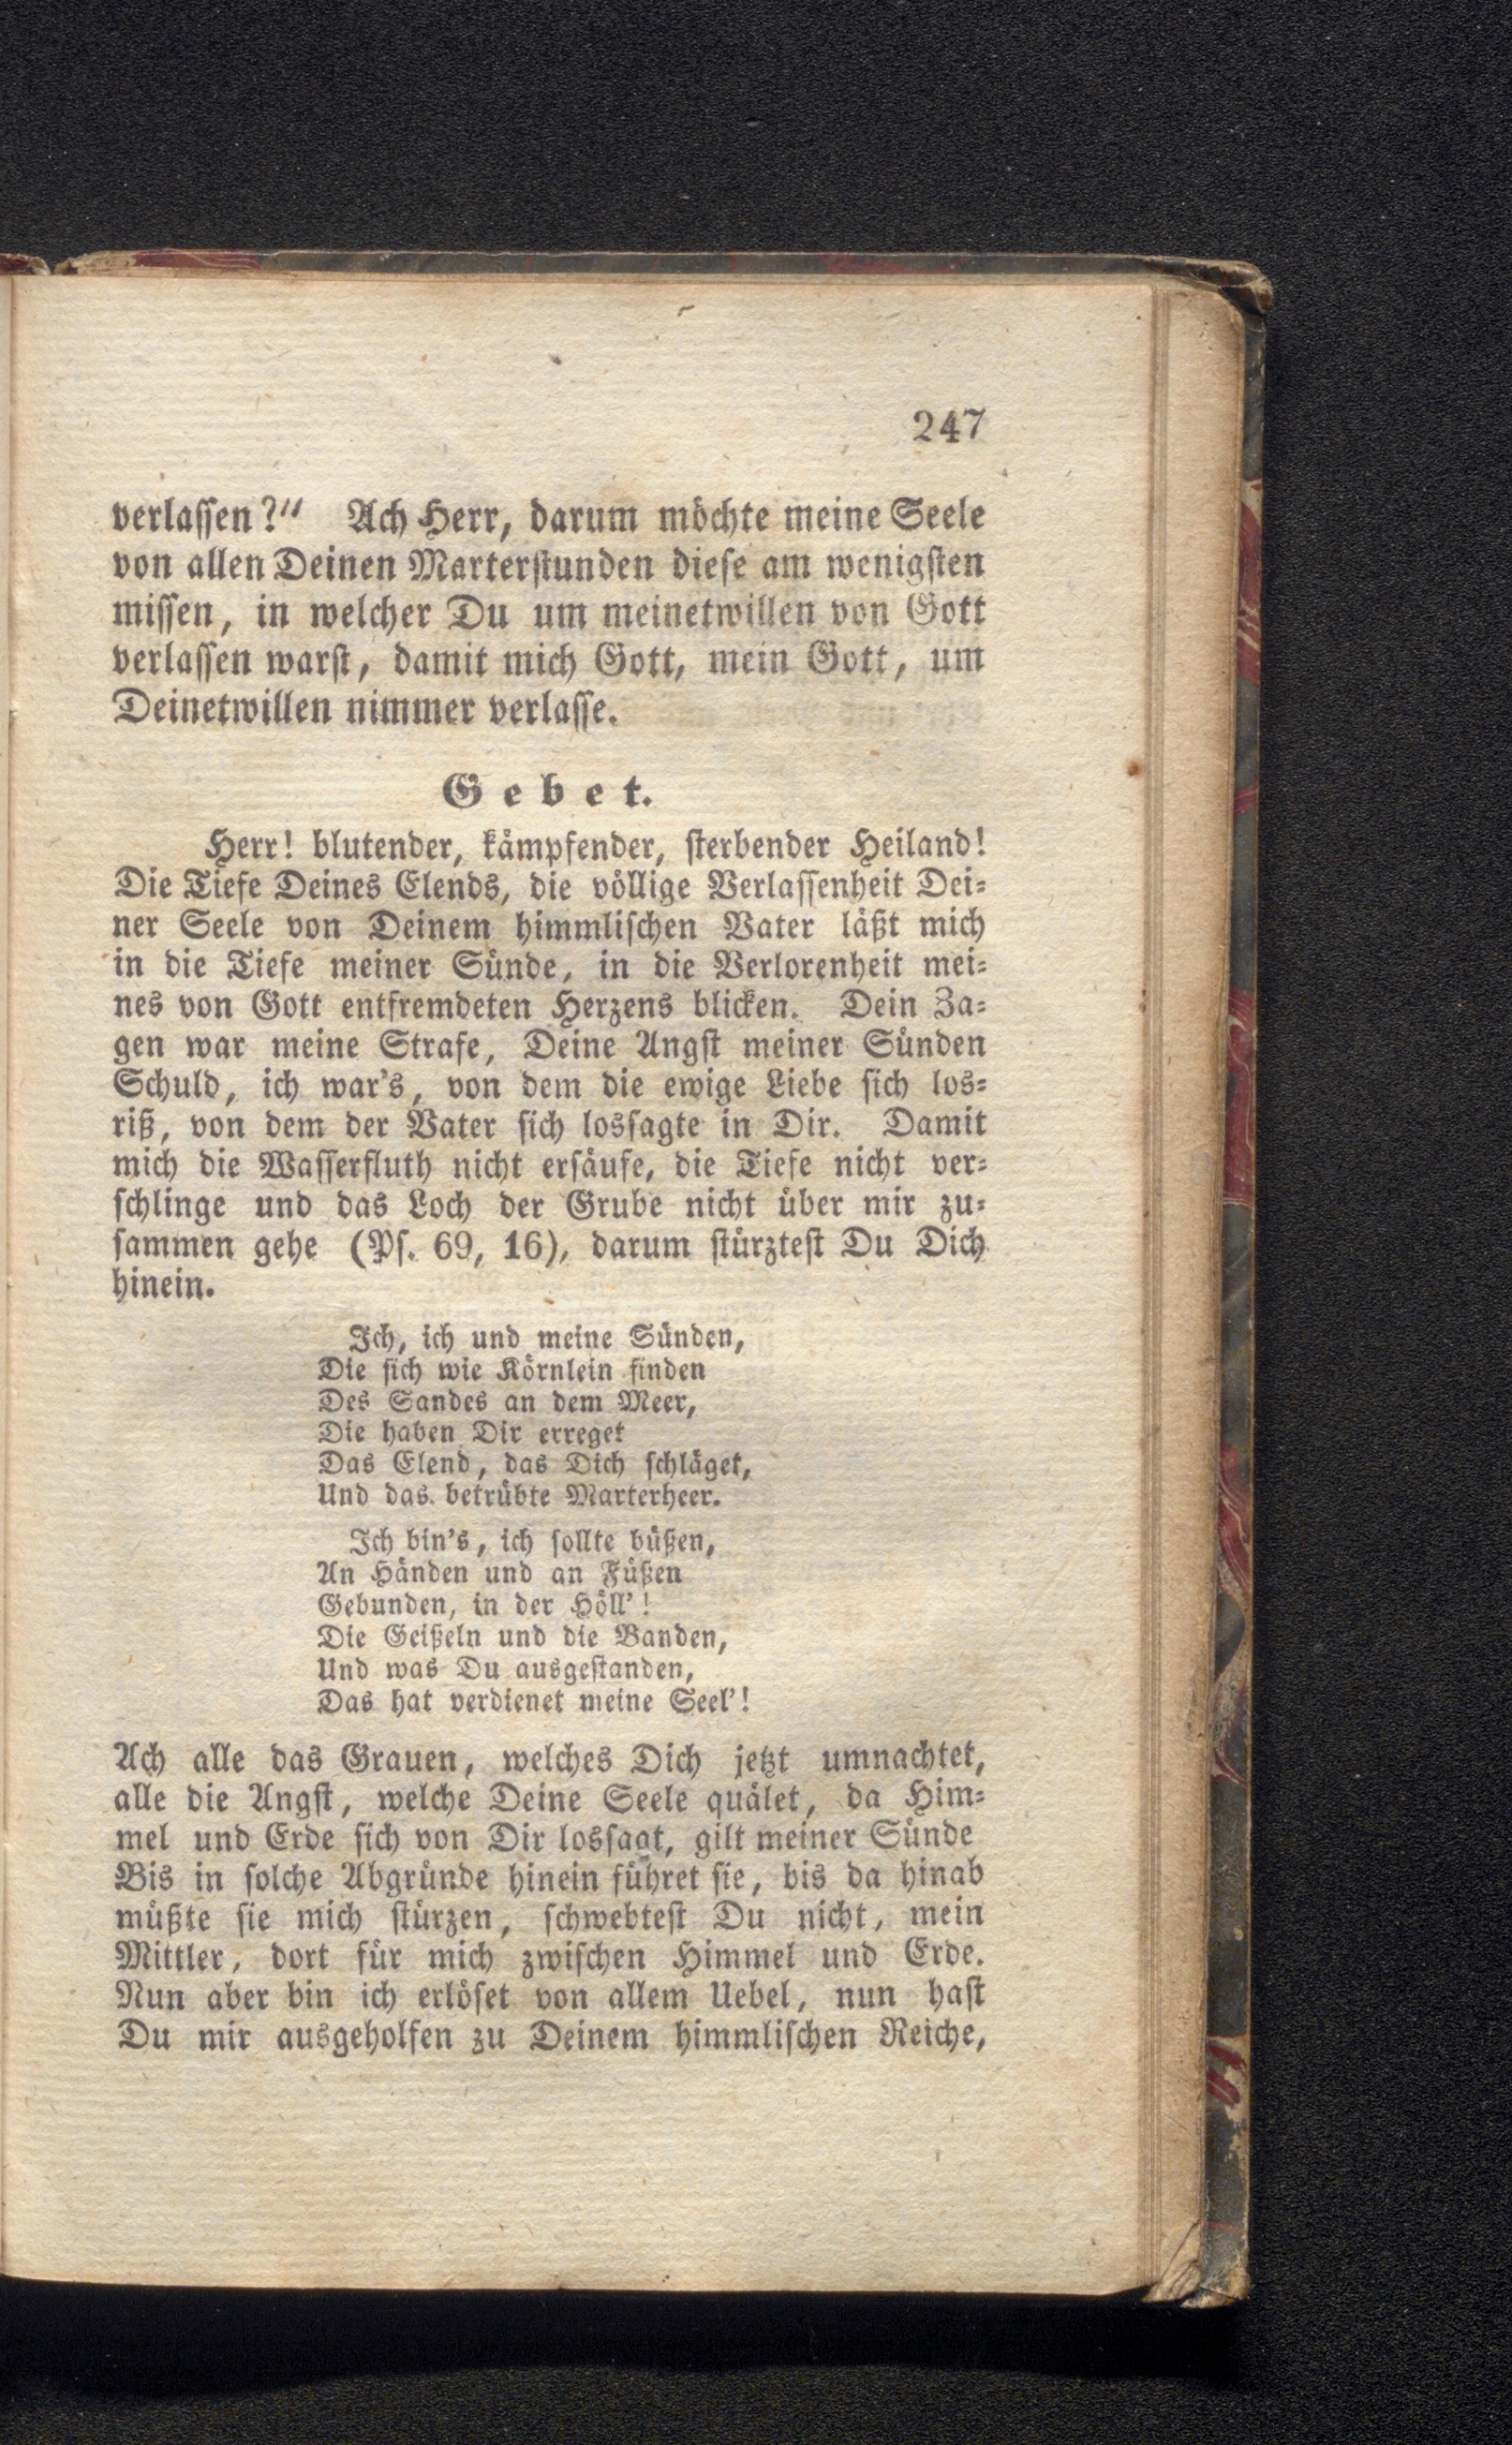 247
verlassen?“ Ach Herr, darum möchte meine Seele
von allen Deinen Marterstunden diese am wenigsten
missen, in welcher Du um meinetwillen von Gott
verlassen warst, damit mich Gott, mein Gott, um
Deinetwillen nimmer verlasse.
Gebet.
Herr! blutender, kämpfender, sterbender Heiland!
Die Tiefe Deines Elends, die völlige Verlassenheit Dei-
ner Seele von Deinem himmlischen Vater läßt mich
in die Tiefe meiner Sünde, in die Verlorenheit mei-
nes von Gott entfremdeten Herzens blicken. Dein Za-
gen war meine Strafe, Deine Angst meiner Sünden
Schuld, ich war's, von dem die ewige Liebe sich los-
riß, von dem der Vater sich lossagte in Dir. Damit
mich die Wasserfluth nicht ersäufe, die Tiefe nicht ver-
schlinge und das Loch der Grube nicht über mir zu-
sammen gehe (Ps. 69, 16), darum stürztest Du Dich
hinein.
Ich, ich und meine Sünden,
Die sich wie Körnlein finden
Des Sandes an dem Meer,
Die haben Dir erreget
Das Elend, das Dich schläget,
Und das betrübte Marterheer.
Ich bin's, ich sollte büßen,
An Händen und an Füßen
Gebunden, in der Höll'!
Die Geißeln und die Banden,
Und was Du ausgestanden,
Das hat verdienet meine Seel'!
Ach alle das Grauen, welches Dich jetzt umnachtet,
alle die Angst, welche Deine Seele quälet, da Him-
mel und Erde sich von Dir lossagt, gilt meiner Sünde
Bis in solche Abgründe hinein führet sie, bis da hinab
müßte sie mich stürzen, schwebtest Du nicht, mein
Mittler, dort für mich zwischen Himmel und Erde.
Nun aber bin ich erlöset von allem Uebel, nun hast
Du mir ausgeholfen zu Deinem himmlischen Reiche,